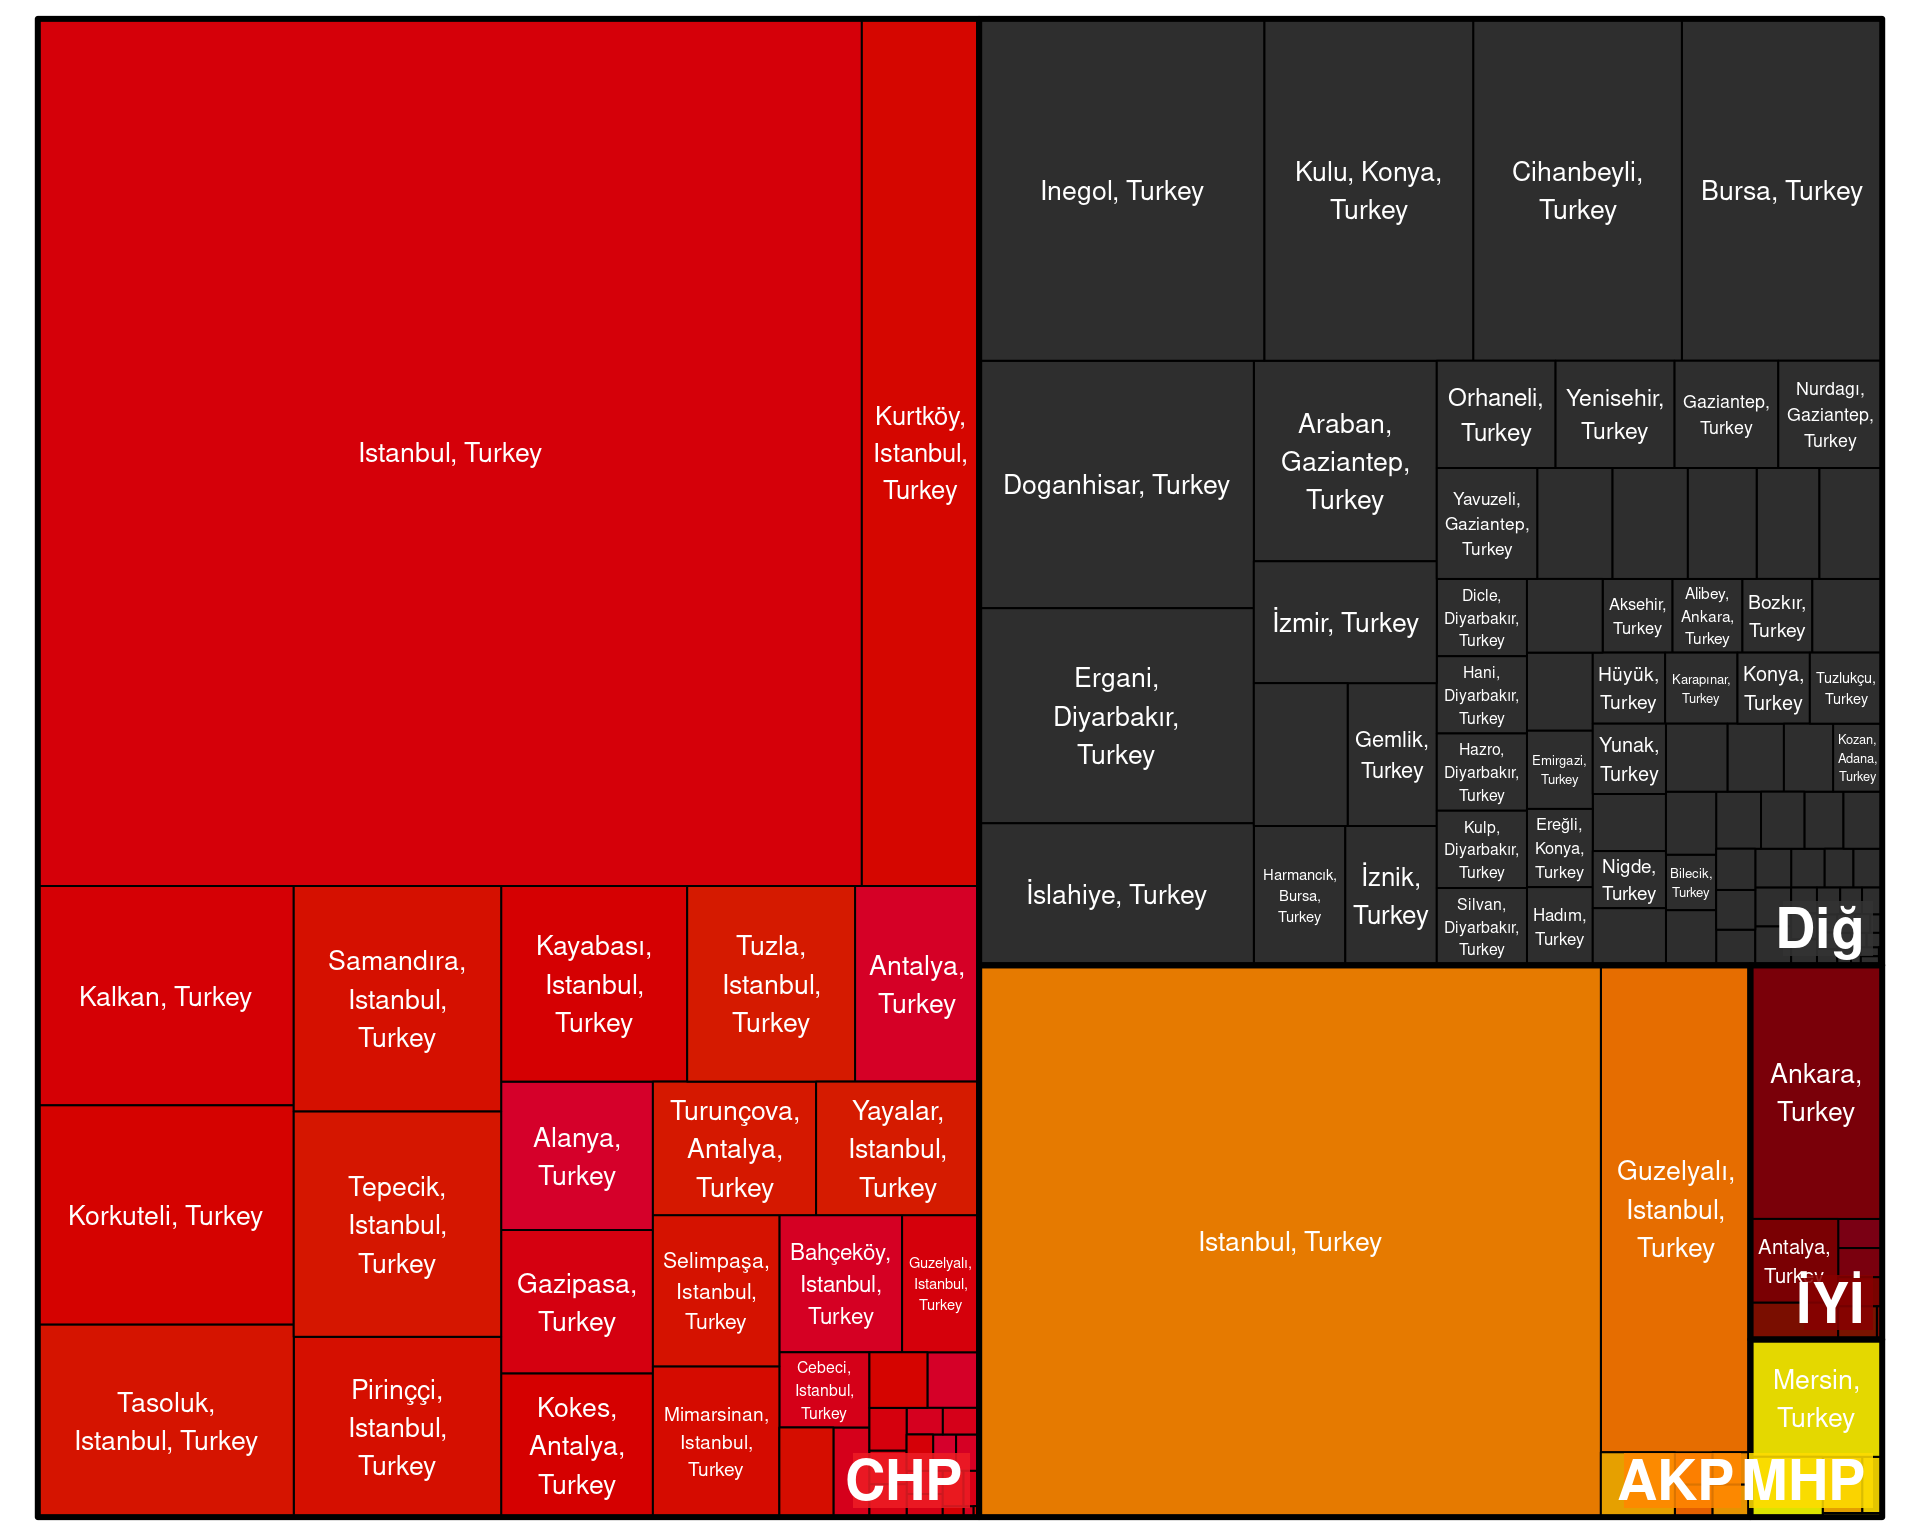 Istanbul, Turkey
Kurtköy,
Istanbul,
Turkey
Kalkan, Turkey
Korkuteli, Turkey
Tasoluk,
Istanbul, Turkey
Samandıra,
Istanbul,
Turkey
Tepecik,
Istanbul,
Turkey
Pirinççi,
Istanbul,
Turkey
Kayabası,
Istanbul,
Turkey
Tuzla,
Istanbul,
Turkey
Antalya,
Turkey
Alanya,
Turkey
Gazipasa,
Turkey
Kokes,
Antalya,
Turkey
Turunçova,
Antalya,
Turkey
Yayalar,
Istanbul,
Turkey
Selimpaşa,
Istanbul,
Turkey
Mimarsinan,
Istanbul,
Turkey
Bahçeköy,
Istanbul,
Turkey
Guzelyalı,
Istanbul,
Turkey
Cebeci,
Istanbul,
Turkey
CHP
Inegol, Turkey
Kulu, Konya,
Turkey
Cihanbeyli,
Turkey
Bursa, Turkey
Doganhisar, Turkey
Ergani,
Diyarbakır,
Turkey
İslahiye, Turkey
Araban,
Gaziantep,
Turkey
İzmir, Turkey
Gemlik,
Turkey
Harmancık,
Bursa,
Turkey
İznik,
Turkey
Orhaneli,
Turkey
Yenisehir,
Turkey
Gaziantep,
Turkey
Nurdagı,
Gaziantep,
Turkey
Yavuzeli,
Gaziantep,
Turkey
Dicle,
Diyarbakır,
Turkey
Hani,
Diyarbakır,
Turkey
Hazro,
Diyarbakır,
Turkey
Kulp,
Diyarbakır,
Turkey
Silvan,
Diyarbakır,
Turkey
Aksehir,
Turkey
Alibey,
Ankara,
Turkey
Bozkır,
Turkey
Emirgazi,
Turkey
Ereğli,
Konya,
Turkey
Hadım,
Turkey
Hüyük,
Turkey
Karapınar,
Turkey
Konya,
Turkey
Tuzlukçu,
Turkey
Yunak,
Turkey
Kozan,
Adana,
Turkey
Nigde,
Turkey
Bilecik,
Turkey
Diğ
Istanbul, Turkey
Guzelyalı,
Istanbul,
Turkey
AKP
Ankara,
Turkey
Antalya,
Turkey
İYİ
Mersin,
Turkey
MHP